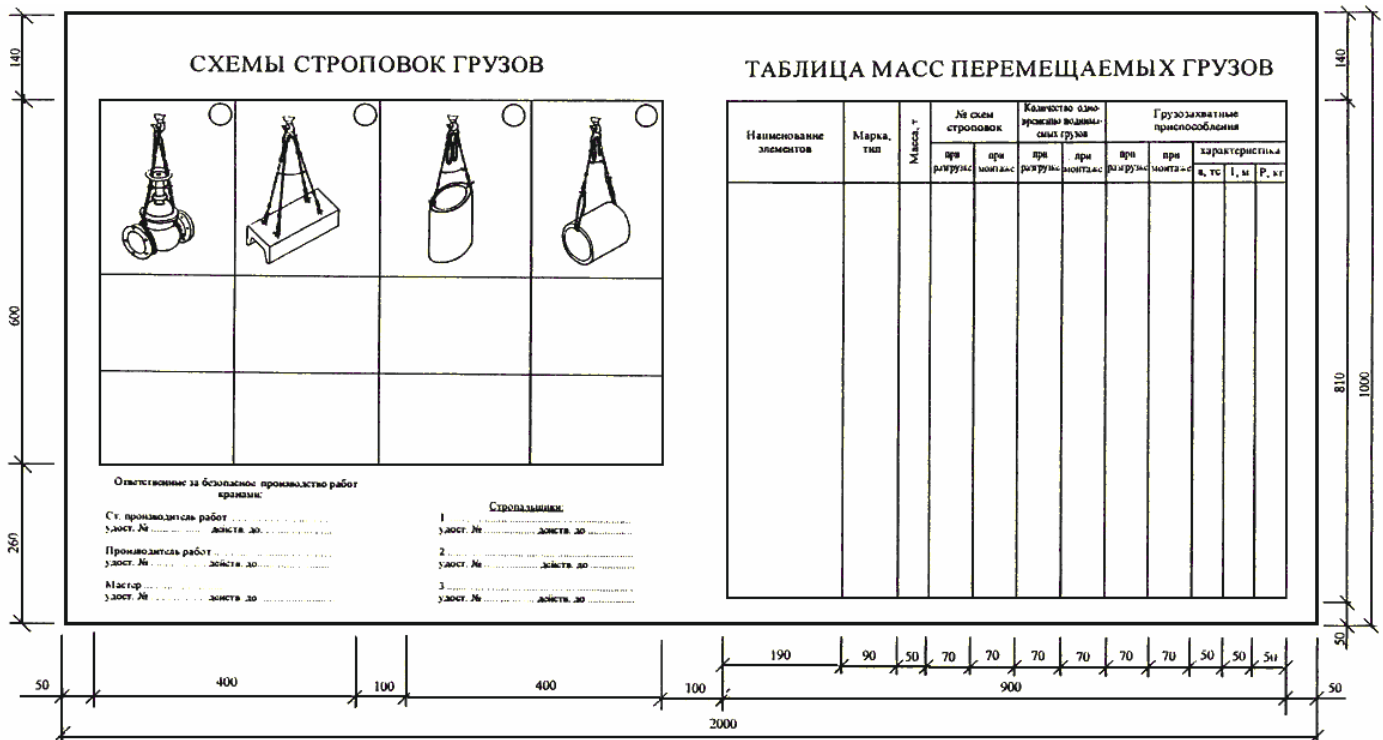 СХЕМЫ СТРОПОВОК ГРУЗОВ
ТАБЛИЦА МАСС ПЕРЕМЕЩАЕМЫХ ГРУЗОВ
Наименование
элементов
Марка,
тип
Масса, т
№ схем
строповок
при
разгрузке
при
монтаже
Количество одно-
временно поднима-
емых грузов
при
разгрузке
при
монтаже
Грузозахватные
приспособления
при
разгрузке
при
монтаже
характеристика
в, тс
l, м
Р, кг
Ответственные за безопасное производство работ
кранами:
Ст. производитель работ
удост. № действ. до
Производитель работ
удост. № действ. до
Мастер
удост. № действ. до
Стропальщики:
1
удост. № действ. до
2
удост. № действ. до
3
удост. № действ. до
140
600
260
140
810
1000
50
190 90 50 70 70 70 70 70 70 50 50 50
50 400 100 400 100 900 50
2000